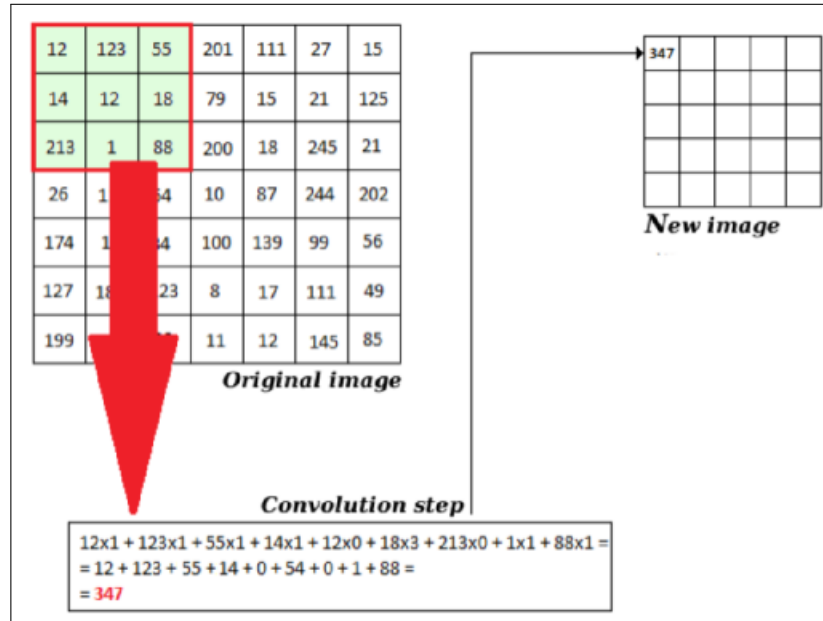 12 123 55 201 111 27 15
347
14 12 18 79 15 21 125
213 1 88 200 18 245 21
26 10 87 244 202
174 100 139 99 56
127 8 17 111 49
199 11 12 145 85
New image
Original image
Convolution step
12x1 + 123x1 + 55x1 + 14x1 + 12x0 + 18x3 + 213x0 + 1x1 + 88x1 =
= 12 + 123 + 55 + 14 + 0 + 54 + 0 + 1 + 88 =
= 347